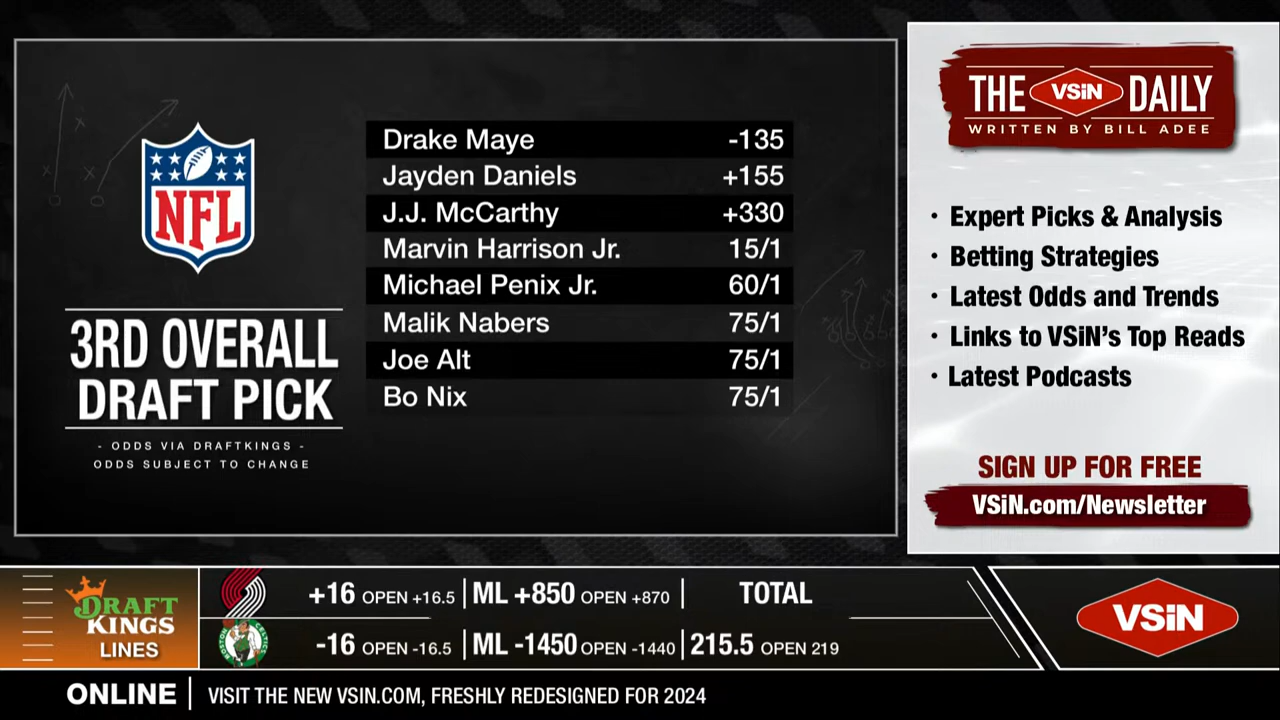 NFL
3RD OVERALL
DRAFT PICK
- ODDS VIA DRAFTKINGS -
ODDS SUBJECT TO CHANGE
Drake Maye -135
Jayden Daniels +155
J.J. McCarthy +330
Marvin Harrison Jr. 15/1
Michael Penix Jr. 60/1
Malik Nabers 75/1
Joe Alt 75/1
Bo Nix 75/1
THE VSiN DAILY
WRITTEN BY BILL ADEE
• Expert Picks & Analysis
• Betting Strategies
• Latest Odds and Trends
• Links to VSiN's Top Reads
• Latest Podcasts
SIGN UP FOR FREE
VSiN.com/Newsletter
DRAFT
KINGS
LINES
+16 OPEN +16.5 | ML +850 OPEN +870 | TOTAL
-16 OPEN -16.5 | ML -1450 OPEN -1440 | 215.5 OPEN 219
VSiN
ONLINE | VISIT THE NEW VSIN.COM, FRESHLY REDESIGNED FOR 2024